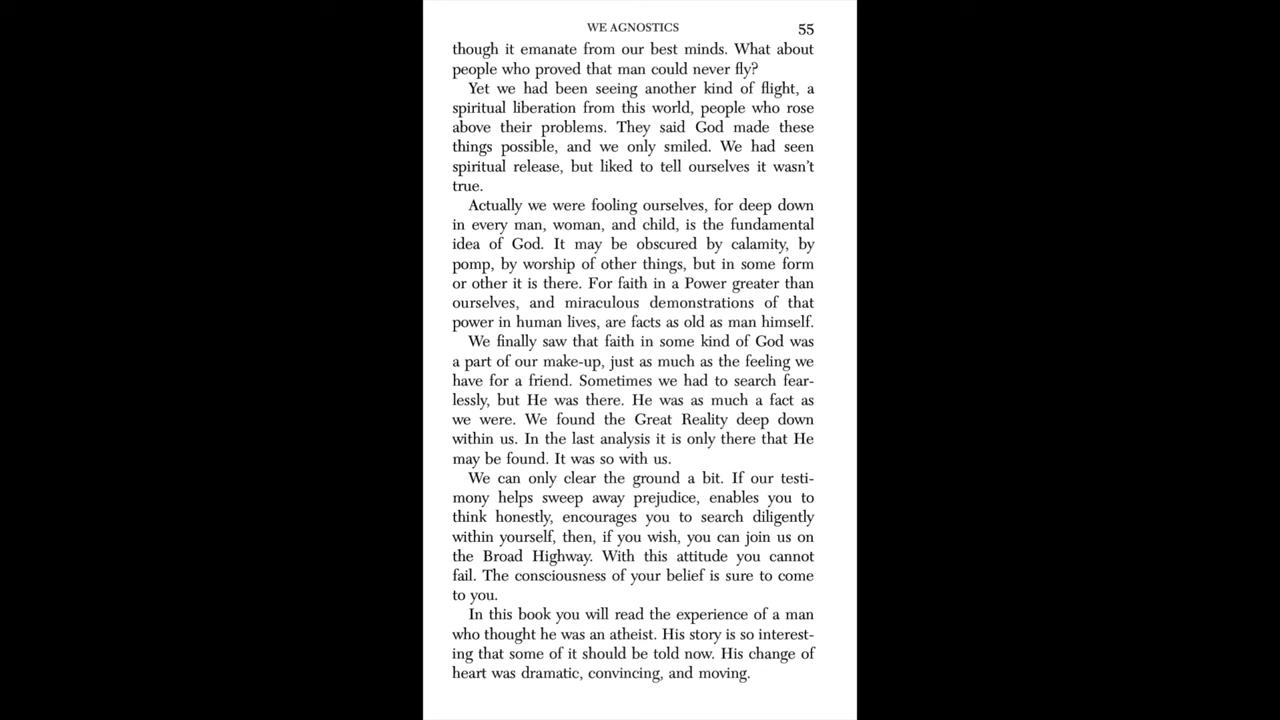 WE AGNOSTICS 55
though it emanate from our best minds. What about
people who proved that man could never fly?
Yet we had been seeing another kind of flight, a
spiritual liberation from this world, people who rose
above their problems. They said God made these
things possible, and we only smiled. We had seen
spiritual release, but liked to tell ourselves it wasn't
true.
Actually we were fooling ourselves, for deep down
in every man, woman, and child, is the fundamental
idea of God. It may be obscured by calamity, by
pomp, by worship of other things, but in some form
or other it is there. For faith in a Power greater than
ourselves, and miraculous demonstrations of that
power in human lives, are facts as old as man himself.
We finally saw that faith in some kind of God was
a part of our make-up, just as much as the feeling we
have for a friend. Sometimes we had to search fear-
lessly, but He was there. He was as much a fact as
we were. We found the Great Reality deep down
within us. In the last analysis it is only there that He
may be found. It was so with us.
We can only clear the ground a bit. If our testi-
mony helps sweep away prejudice, enables you to
think honestly, encourages you to search diligently
within yourself, then, if you wish, you can join us on
the Broad Highway. With this attitude you cannot
fail. The consciousness of your belief is sure to come
to you.
In this book you will read the experience of a man
who thought he was an atheist. His story is so interest-
ing that some of it should be told now. His change of
heart was dramatic, convincing, and moving.